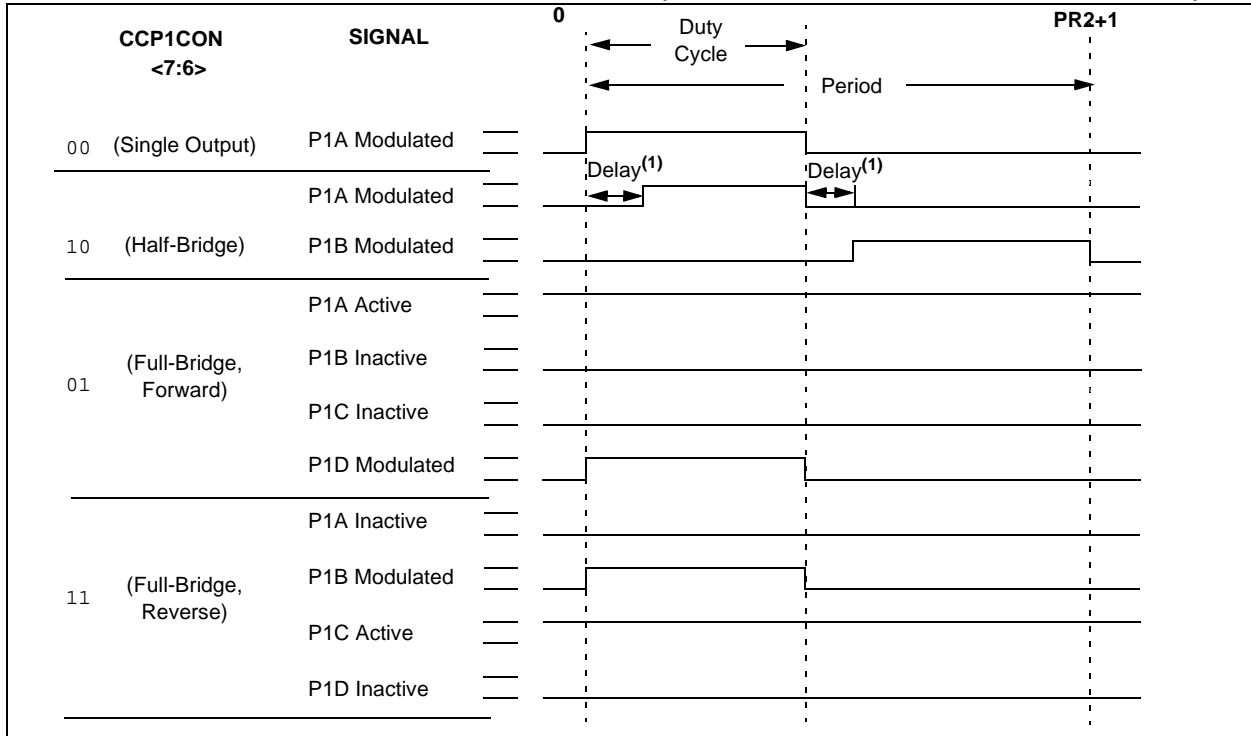 0
PR2+1
CCP1CON
<7:6>
SIGNAL
Duty
Cycle
Period
00 (Single Output) P1A Modulated
Delay(1) Delay(1)
P1A Modulated
10 (Half-Bridge) P1B Modulated
P1A Active
P1B Inactive
01 (Full-Bridge,
Forward)
P1C Inactive
P1D Modulated
P1A Inactive
P1B Modulated
11 (Full-Bridge,
Reverse)
P1C Active
P1D Inactive